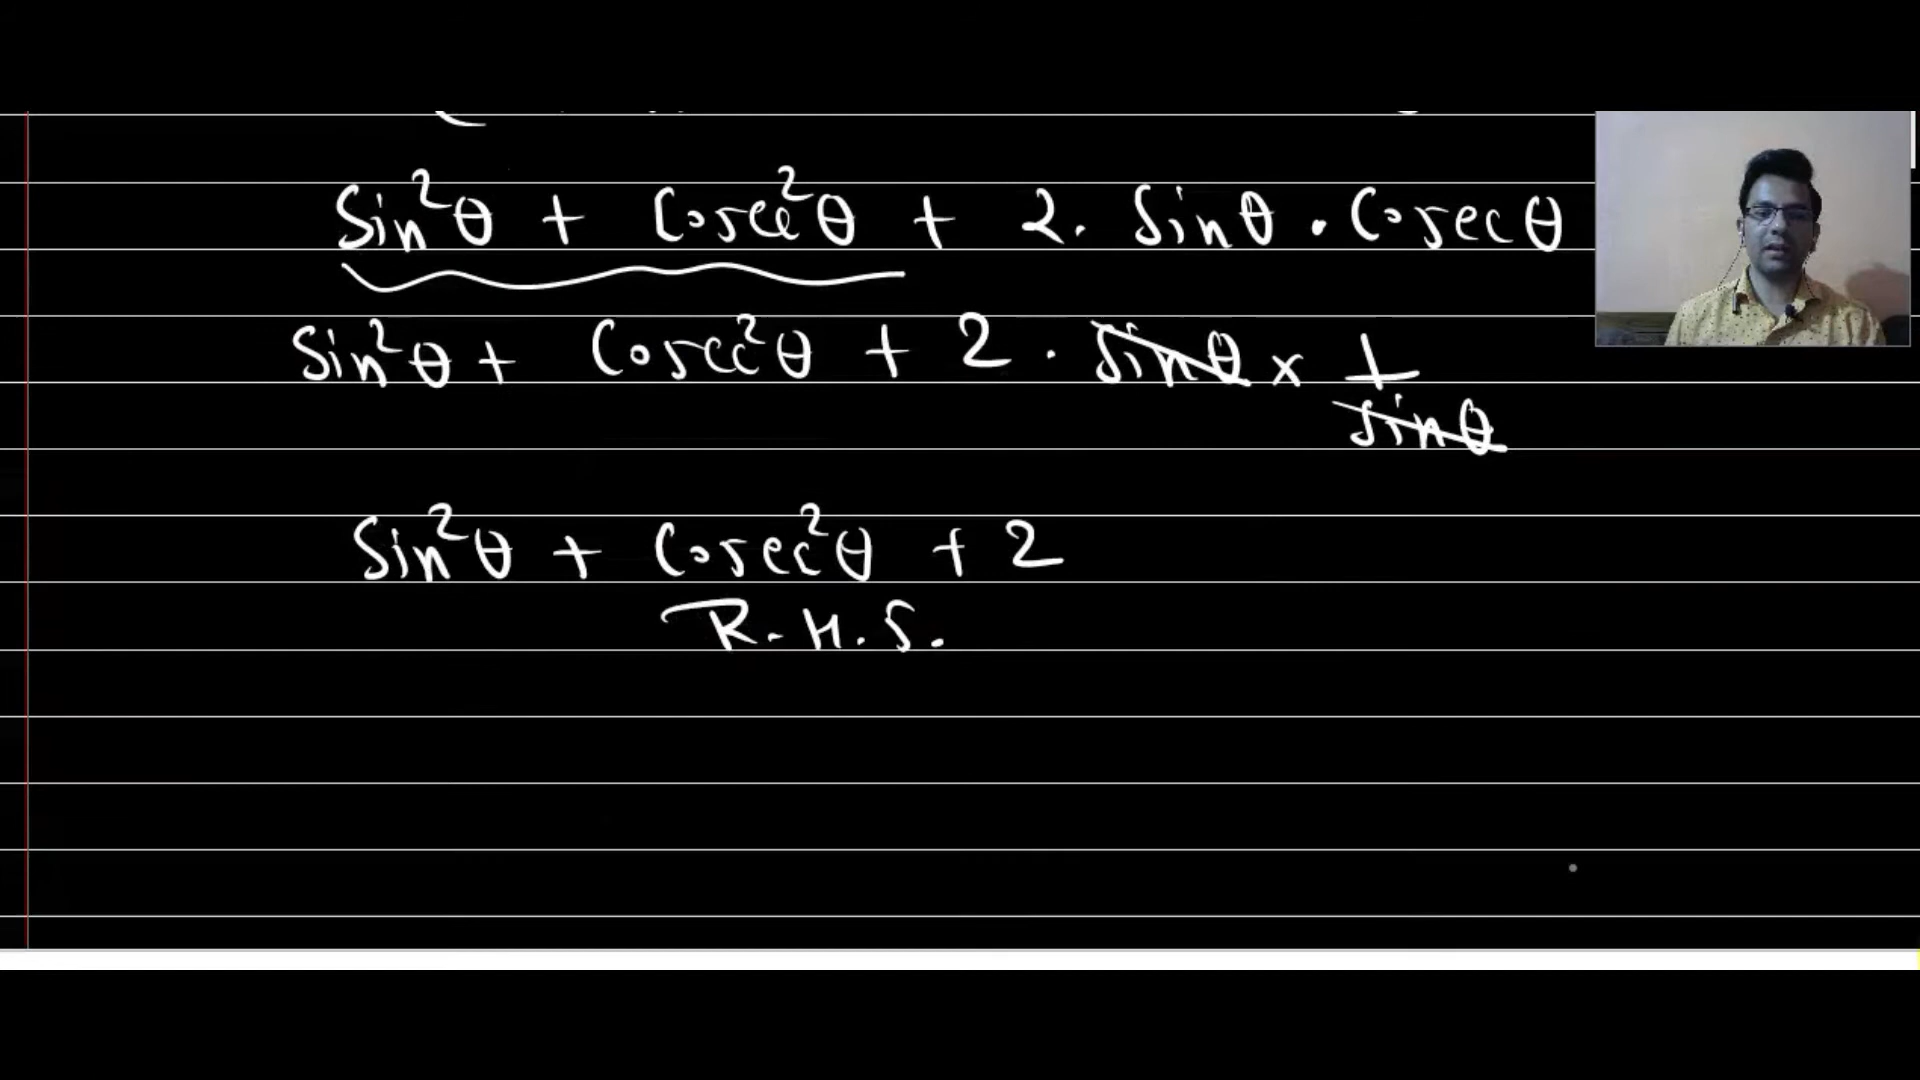 Sin²θ + Cosec²θ + 2. Sinθ . Cosecθ
Sin²θ + Cosec²θ + 2 . Sinθ × 1/Sinθ
Sin²θ + Cosec²θ + 2
R.H.S.